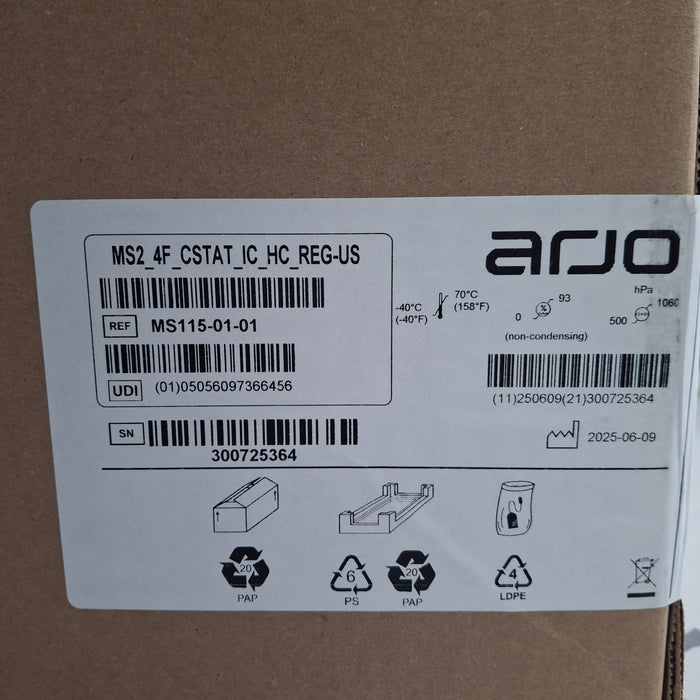 arjo
MS2_4F_CSTAT_IC_HC_REG-US
REF MS115-01-01
UDI (01)05056097366456
SN
300725364
-40°C
(-40°F)
70°C
(158°F)
0
%
93
hPa
500
1060
(non-condensing)
(11)250609(21)300725364
2025-06-09
20
PAP
6
PS
20
PAP
4
LDPE